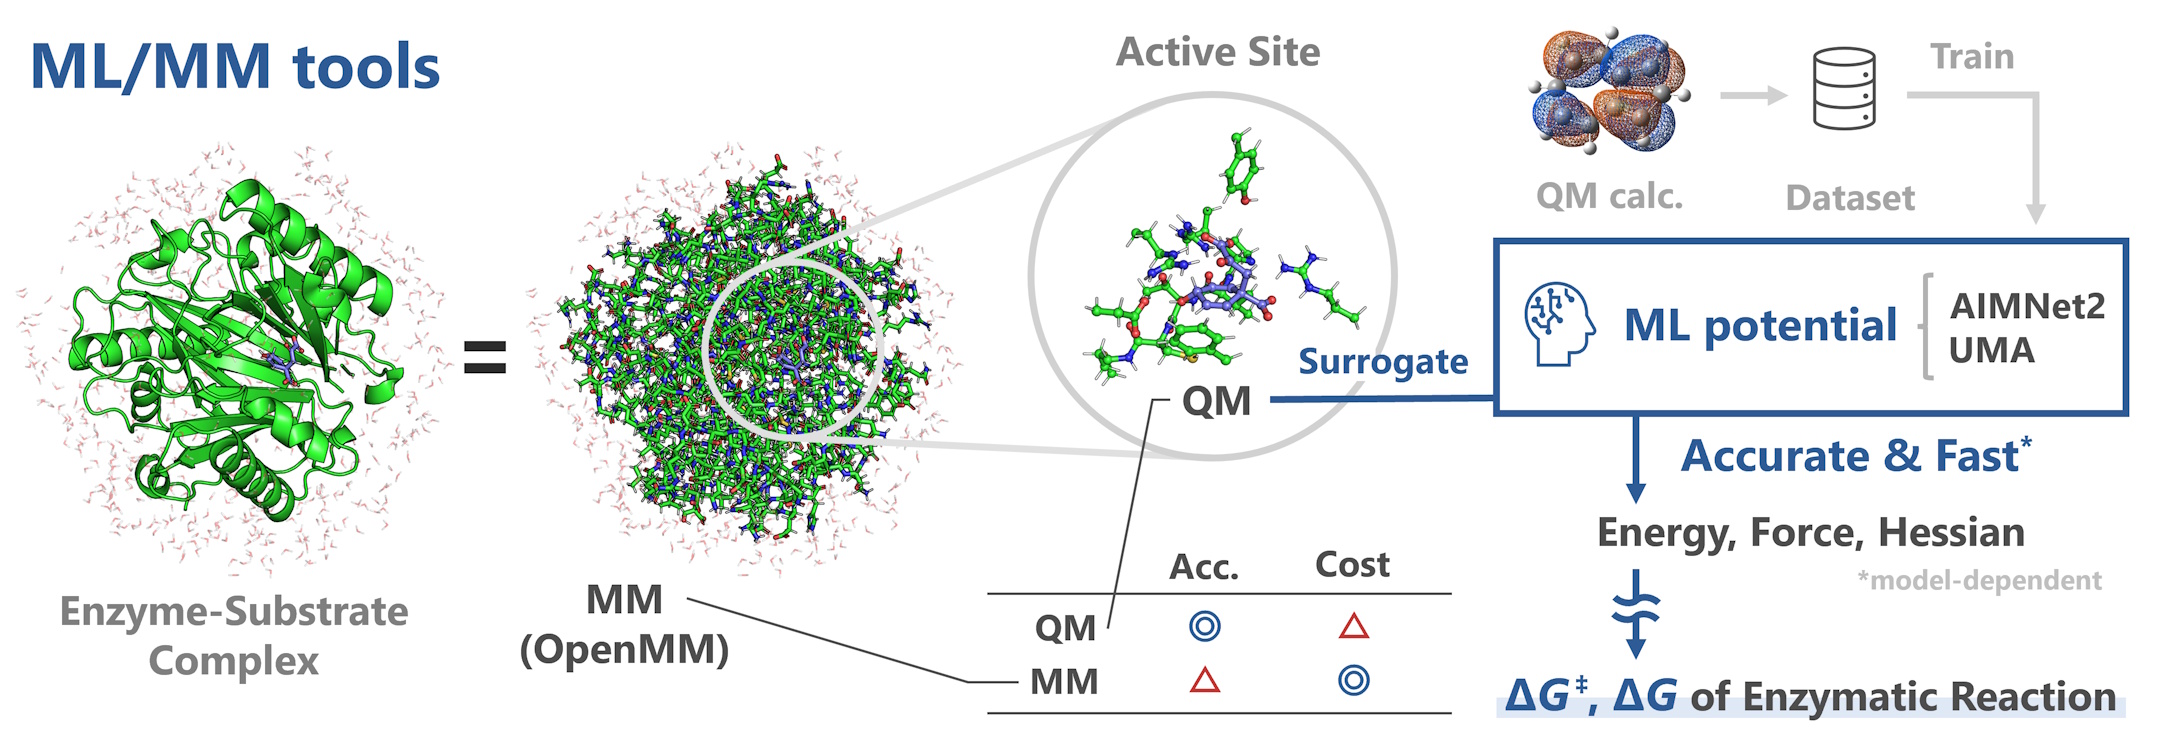 ML/MM tools
Enzyme-Substrate
Complex
=
MM
(OpenMM)
Active Site
QM
Surrogate
Acc. Cost
QM ◎ △
MM △ ◎
QM calc.
Dataset
Train
ML potential
AIMNet2
UMA
Accurate & Fast*
Energy, Force, Hessian
*model-dependent
ΔG‡, ΔG of Enzymatic Reaction